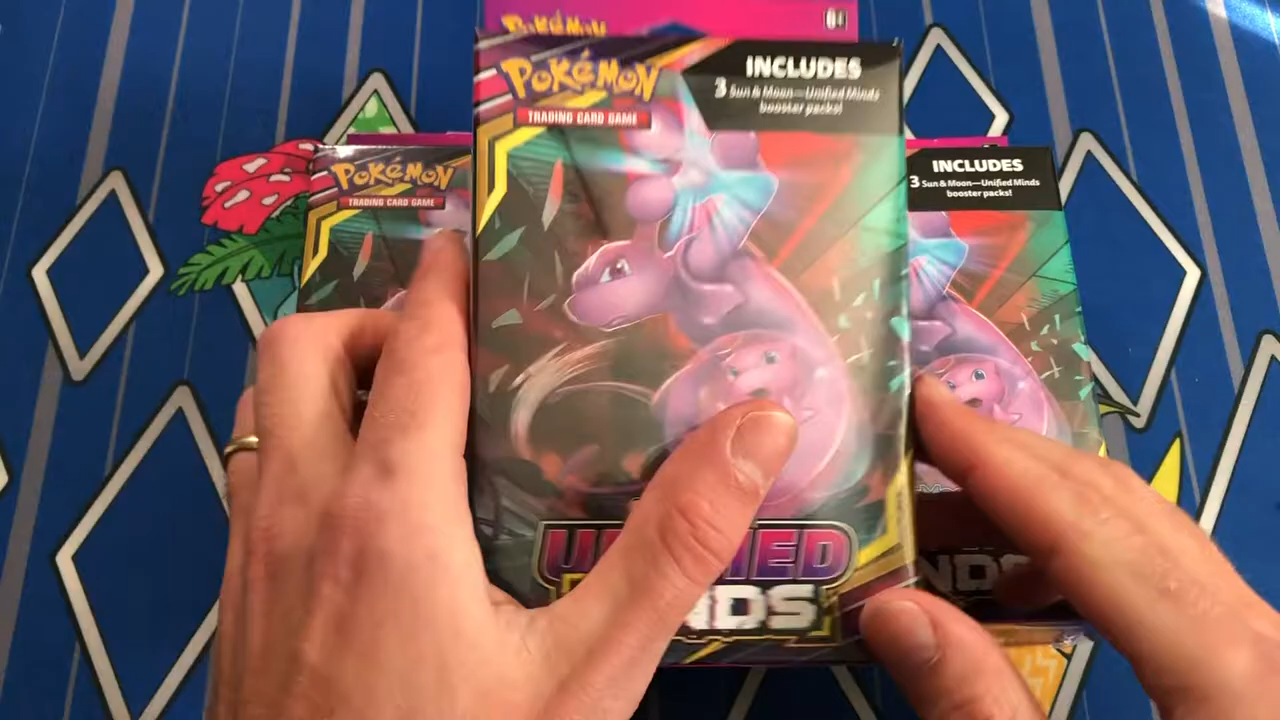 POKéMON
POKéMON
TRADING CARD GAME
INCLUDES
3 Sun & Moon—Unified Minds
booster packs!
POKéMON
TRADING CARD GAME
INCLUDES
3 Sun & Moon—Unified Minds
booster packs!